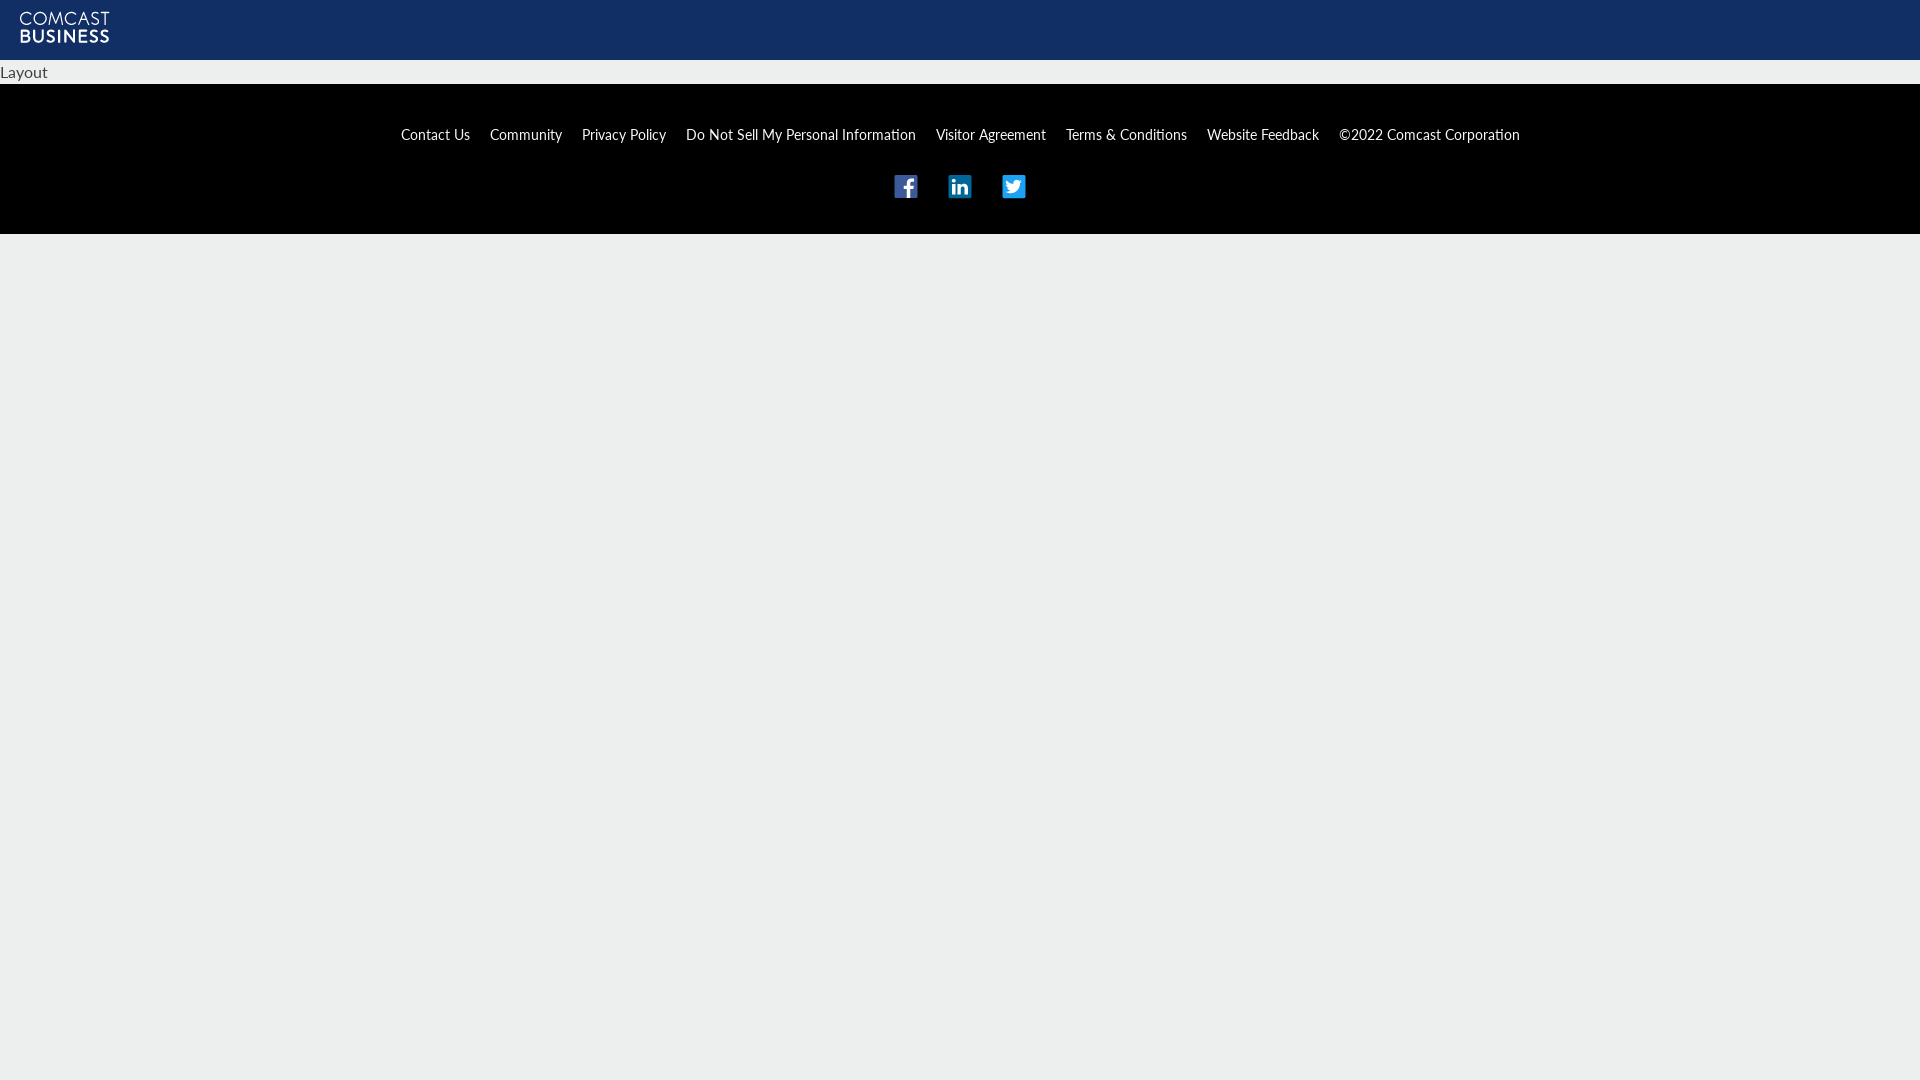 COMCAST
BUSINESS
Layout
Contact Us Community Privacy Policy Do Not Sell My Personal Information Visitor Agreement Terms & Conditions Website Feedback ©2022 Comcast Corporation